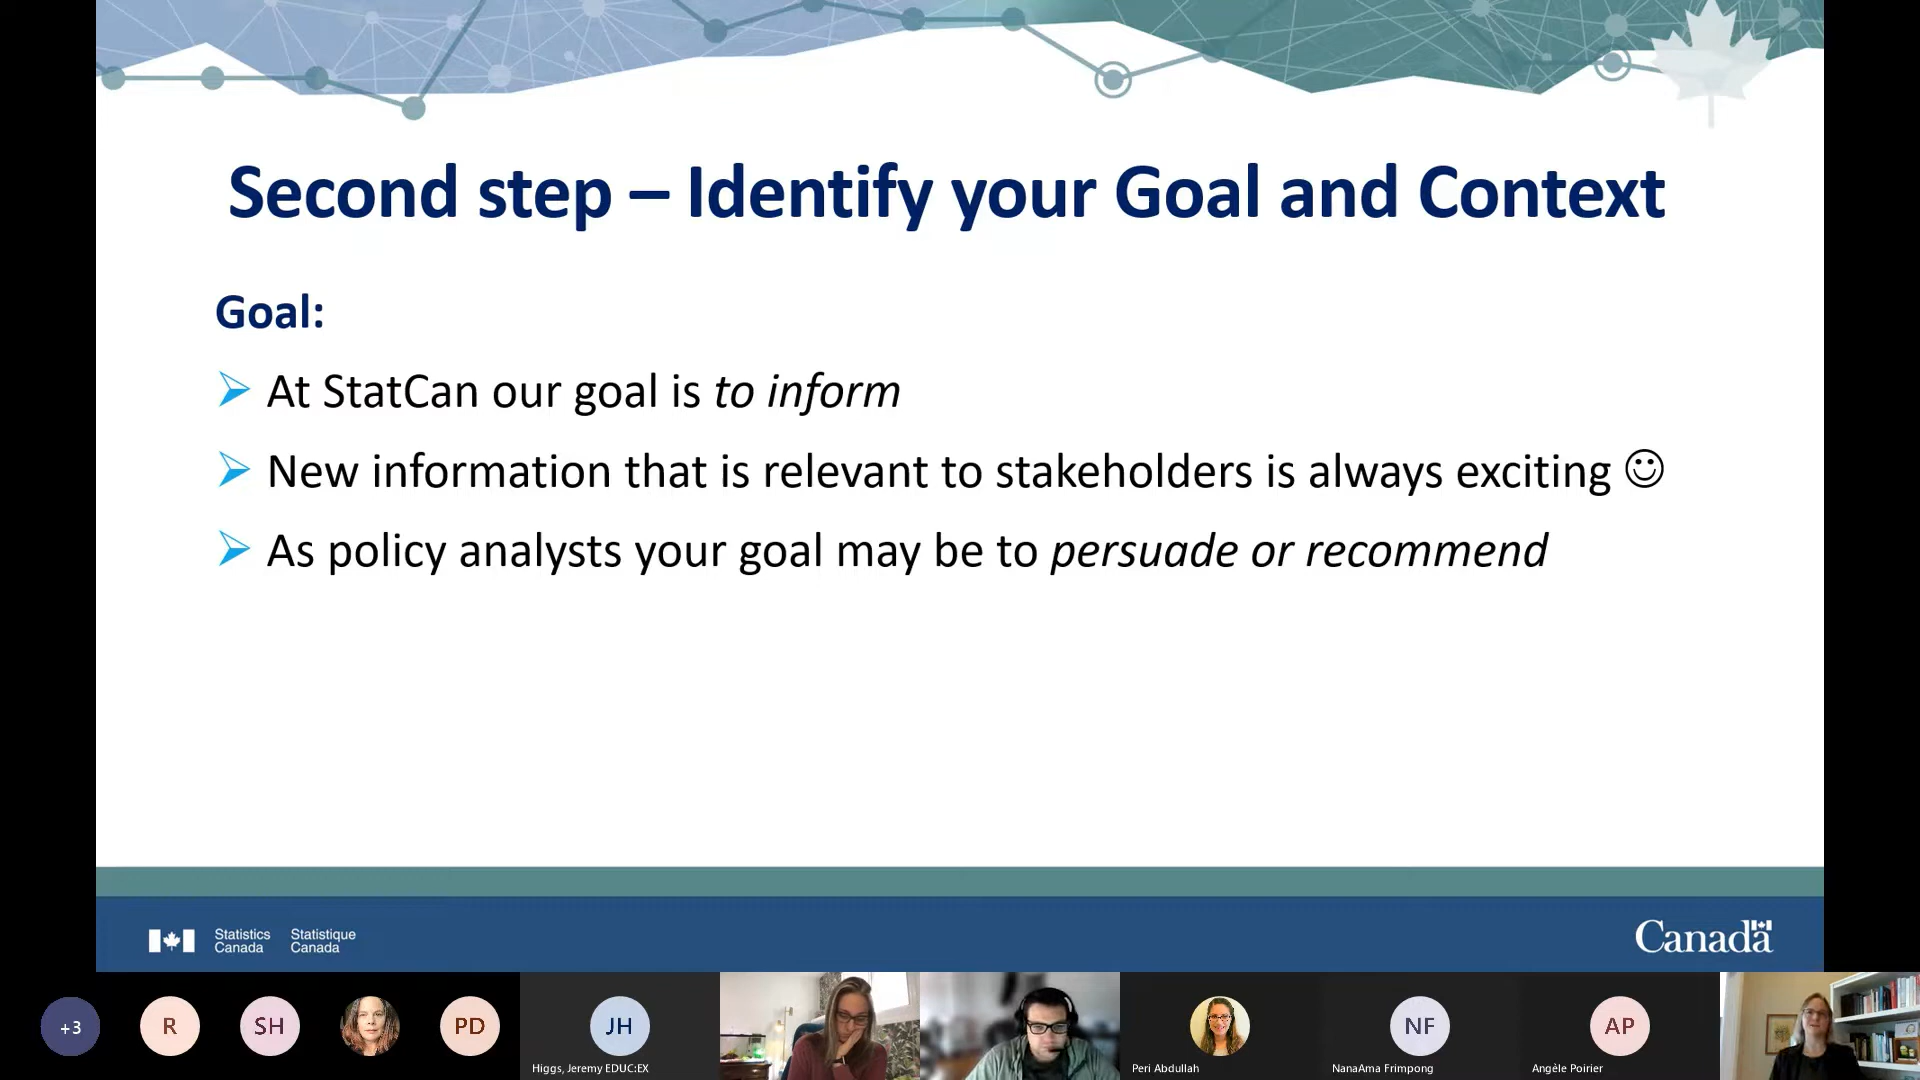 Second step – Identify your Goal and Context
Goal:
At StatCan our goal is to inform
New information that is relevant to stakeholders is always exciting ☺
As policy analysts your goal may be to persuade or recommend
Statistics Canada
Statistique Canada
Canada
+3
R
SH
PD
JH
Higgs, Jeremy EDUC:EX
Peri Abdullah
NF
NanaAma Frimpong
AP
Angèle Poirier